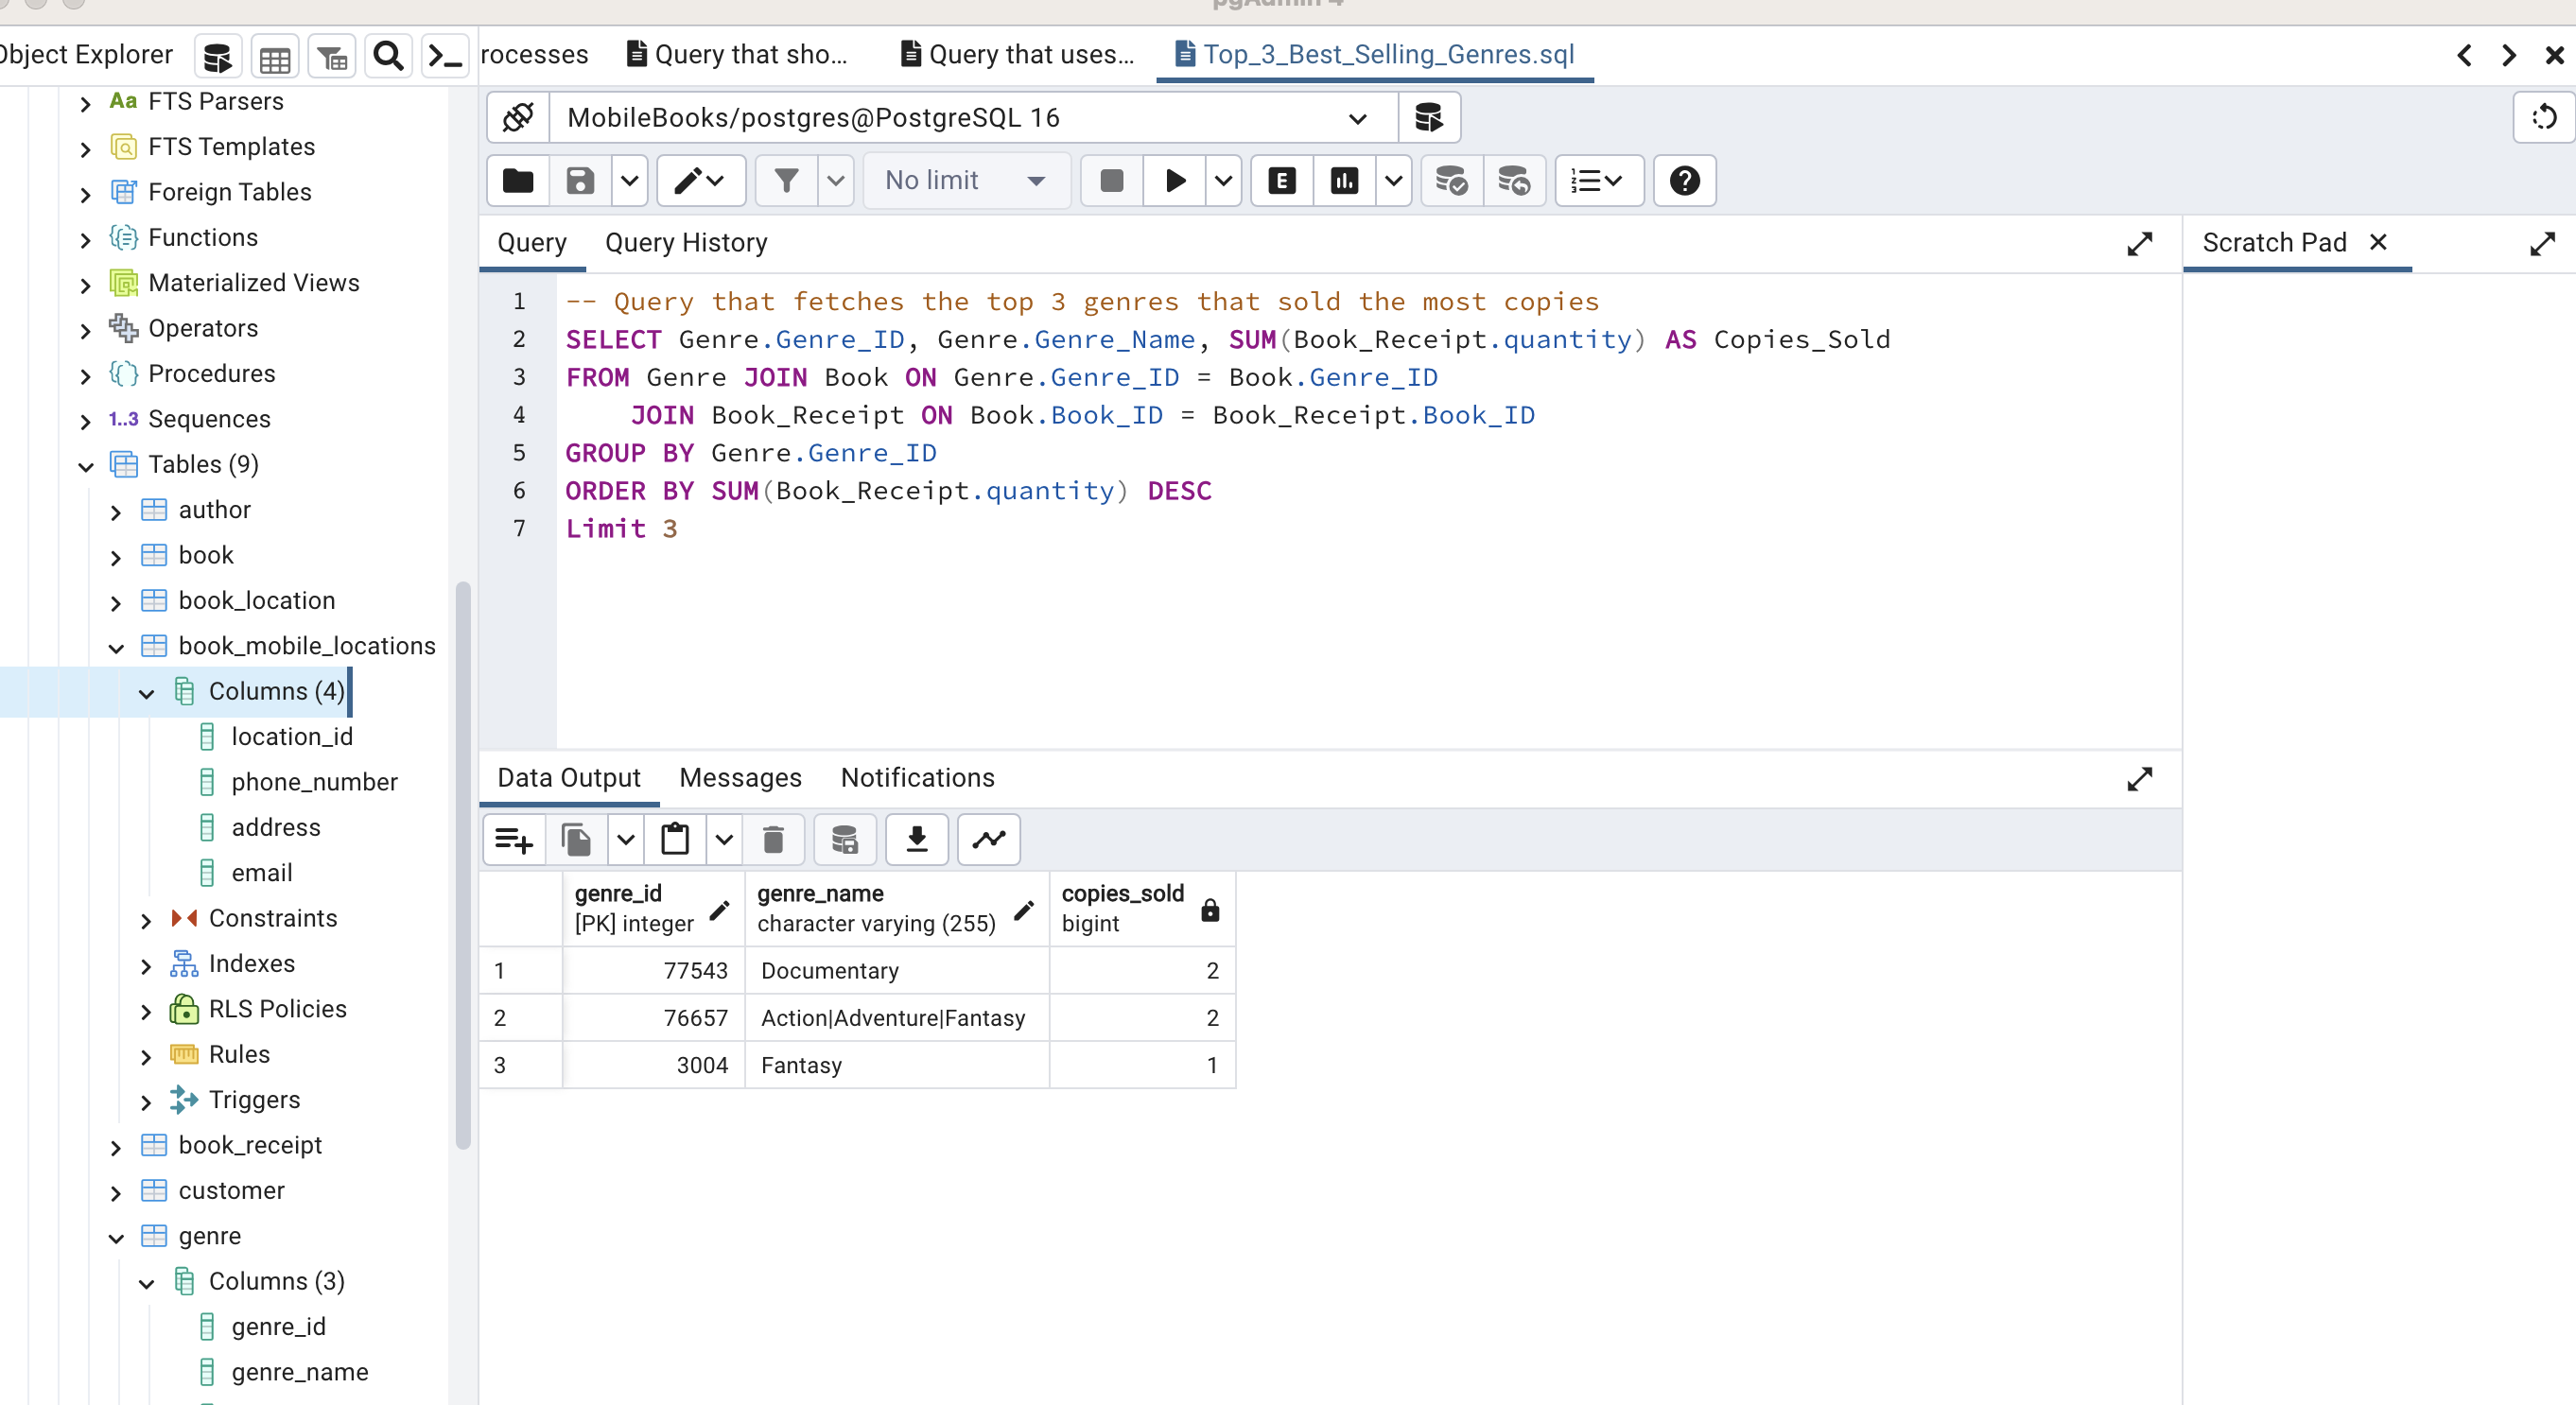 pgAdmin 4
Object Explorer
rocesses
Query that sho...
Query that uses...
Top_3_Best_Selling_Genres.sql
FTS Parsers
FTS Templates
Foreign Tables
Functions
Materialized Views
Operators
Procedures
1..3 Sequences
Tables (9)
author
book
book_location
book_mobile_locations
Columns (4)
location_id
phone_number
address
email
Constraints
Indexes
RLS Policies
Rules
Triggers
book_receipt
customer
genre
Columns (3)
genre_id
genre_name
MobileBooks/postgres@PostgreSQL 16
No limit
Query Query History
Scratch Pad
1 -- Query that fetches the top 3 genres that sold the most copies
2 SELECT Genre.Genre_ID, Genre.Genre_Name, SUM(Book_Receipt.quantity) AS Copies_Sold
3 FROM Genre JOIN Book ON Genre.Genre_ID = Book.Genre_ID
4 JOIN Book_Receipt ON Book.Book_ID = Book_Receipt.Book_ID
5 GROUP BY Genre.Genre_ID
6 ORDER BY SUM(Book_Receipt.quantity) DESC
7 Limit 3
Data Output Messages Notifications
genre_id genre_name copies_sold
[PK] integer character varying (255) bigint
1 77543 Documentary 2
2 76657 Action|Adventure|Fantasy 2
3 3004 Fantasy 1